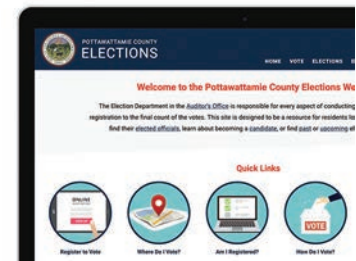 POTTAWATTAMIE COUNTY
ELECTIONS
HOME VOTE ELECTIONS
Welcome to the Pottawattamie County Elections We
The Election Department in the Auditor's Office is responsible for every aspect of conducting
registration to the final count of the votes. This site is designed to be a resource for residents
find their elected officials, learn about becoming a candidate, or find past or upcoming
Quick Links
ONLINE
VOTE
Register to Vote
Where Do I Vote?
Am I Registered?
How Do I Vote?